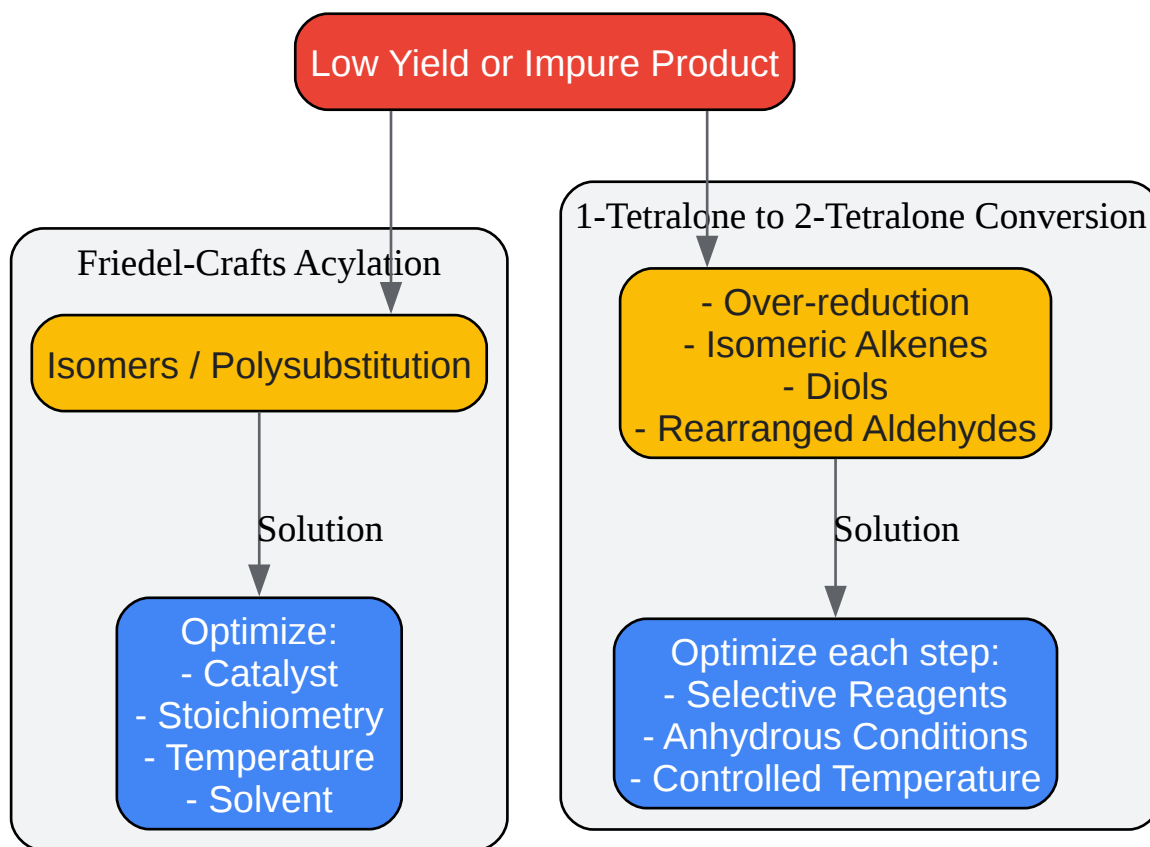 Low Yield or Impure Product
Friedel-Crafts Acylation
Isomers / Polysubstitution
Solution
Optimize:
- Catalyst
- Stoichiometry
- Temperature
- Solvent
1-Tetralone to 2-Tetralone Conversion
- Over-reduction
- Isomeric Alkenes
- Diols
- Rearranged Aldehydes
Solution
Optimize each step:
- Selective Reagents
- Anhydrous Conditions
- Controlled Temperature